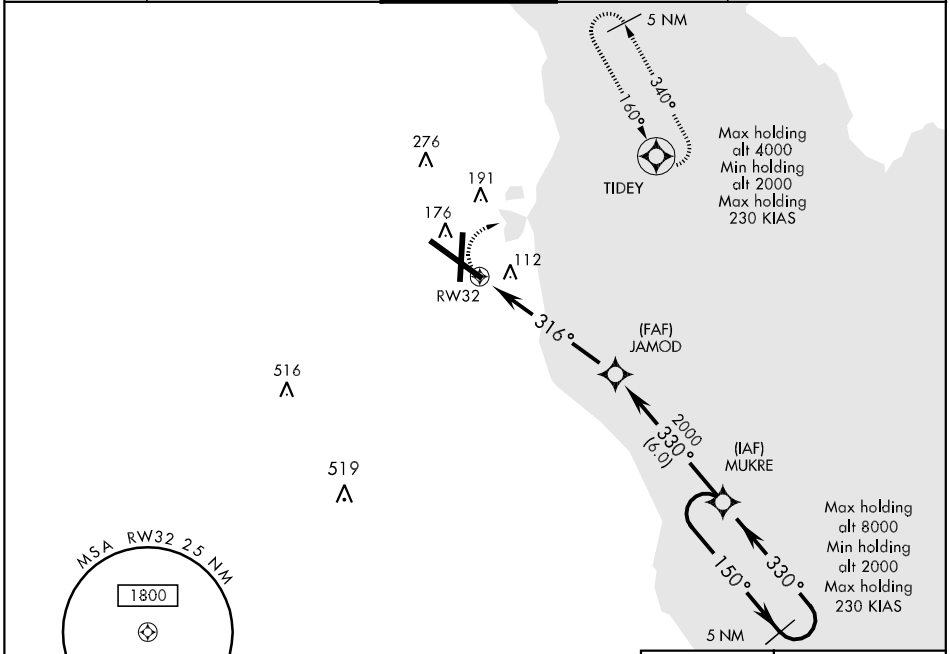 5 NM
340°
160°
TIDEY
Max holding
alt 4000
Min holding
alt 2000
Max holding
230 KIAS
276
191
176
112
RW32
316°
(FAF)
JAMOD
2000
330°
(6.0)
(IAF)
MUKRE
516
519
Max holding
alt 8000
Min holding
alt 2000
Max holding
230 KIAS
150°
330°
5 NM
MSA RW32 25 NM
1800